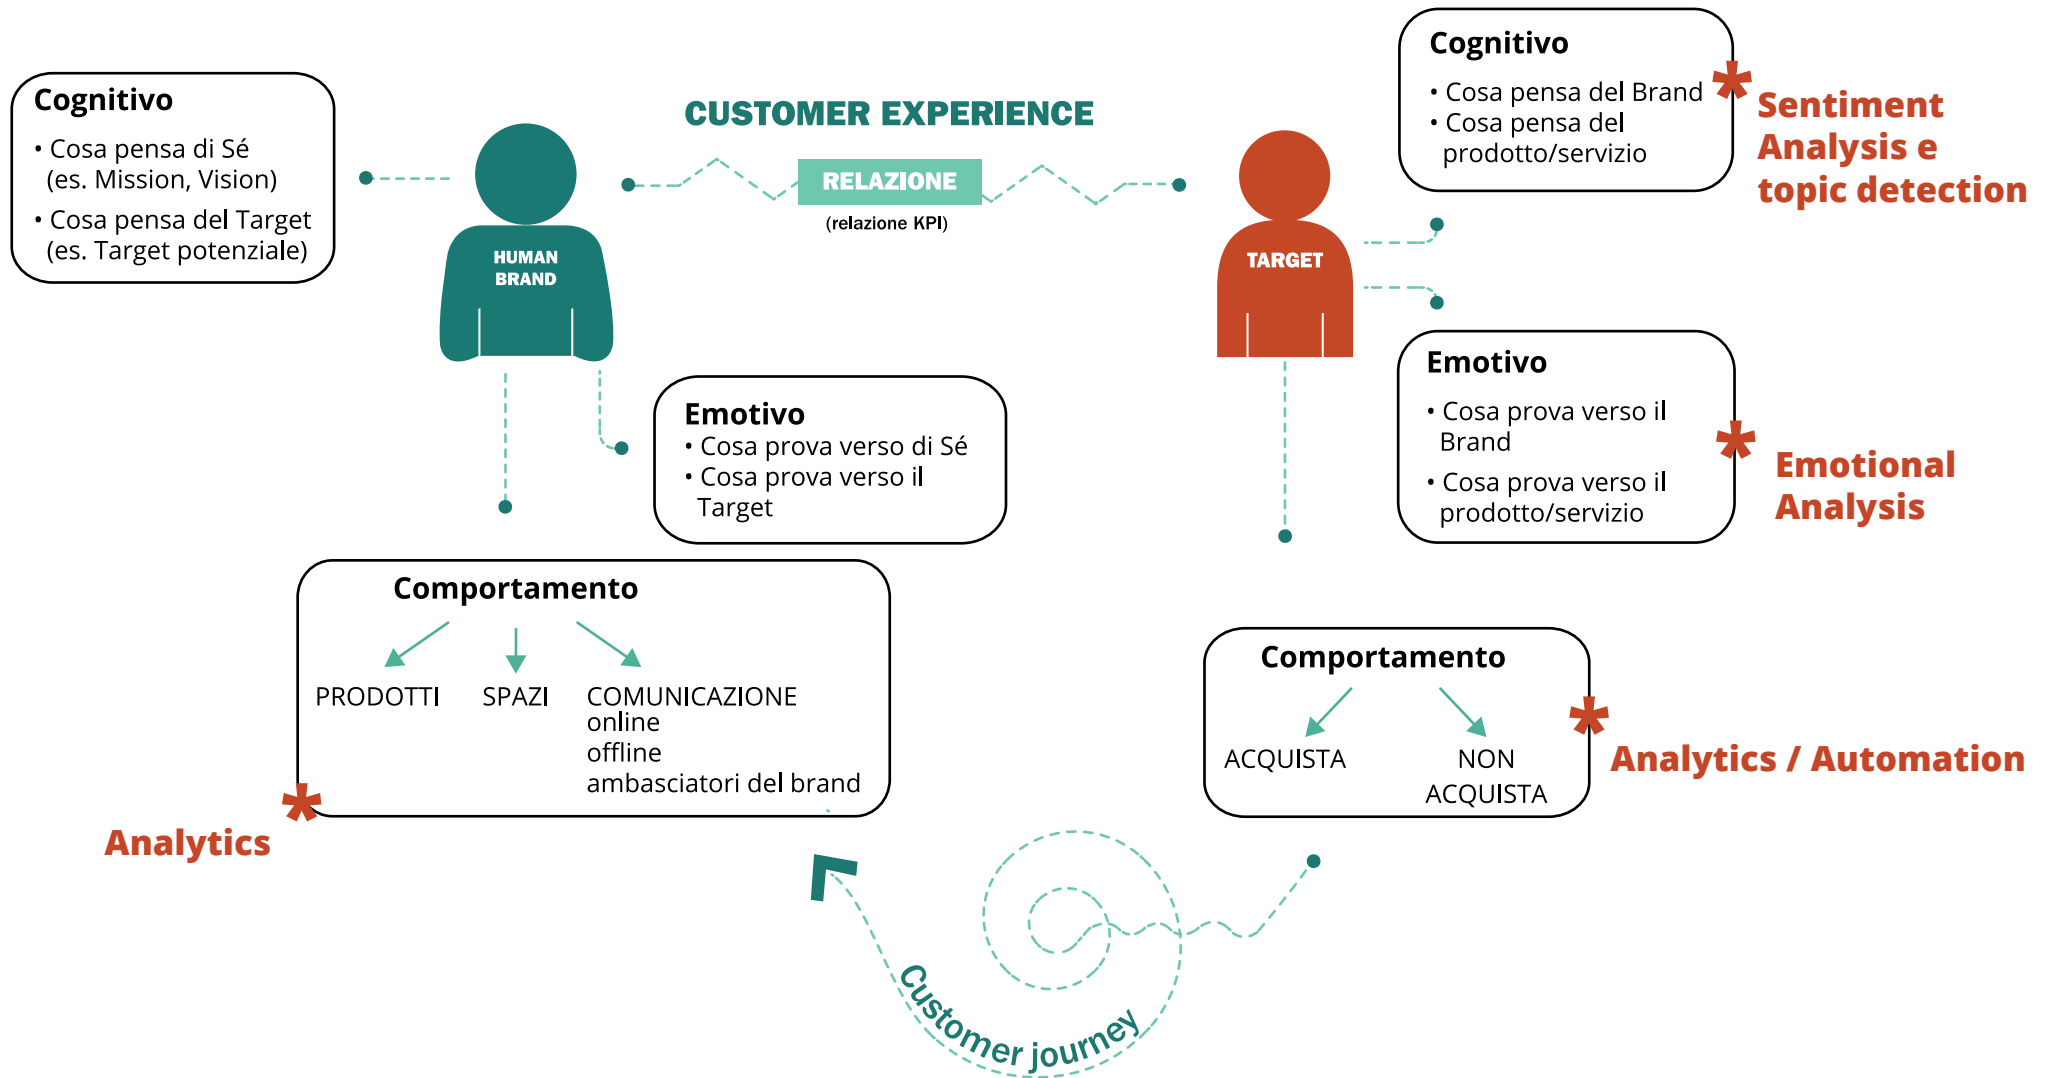 Cognitivo
• Cosa pensa di Sé
(es. Mission, Vision)
• Cosa pensa del Target
(es. Target potenziale)
HUMAN
BRAND
CUSTOMER EXPERIENCE
RELAZIONE
(relazione KPI)
TARGET
Cognitivo
• Cosa pensa del Brand
• Cosa pensa del
prodotto/servizio
*
Sentiment
Analysis e
topic detection
Emotivo
• Cosa prova verso di Sé
• Cosa prova verso il
Target
Emotivo
• Cosa prova verso il
Brand
• Cosa prova verso il
prodotto/servizio
*
Emotional
Analysis
Comportamento
PRODOTTI
SPAZI
COMUNICAZIONE
online
offline
ambasciatori del brand
*
Analytics
Comportamento
ACQUISTA
NON
ACQUISTA
*
Analytics / Automation
Customer journey